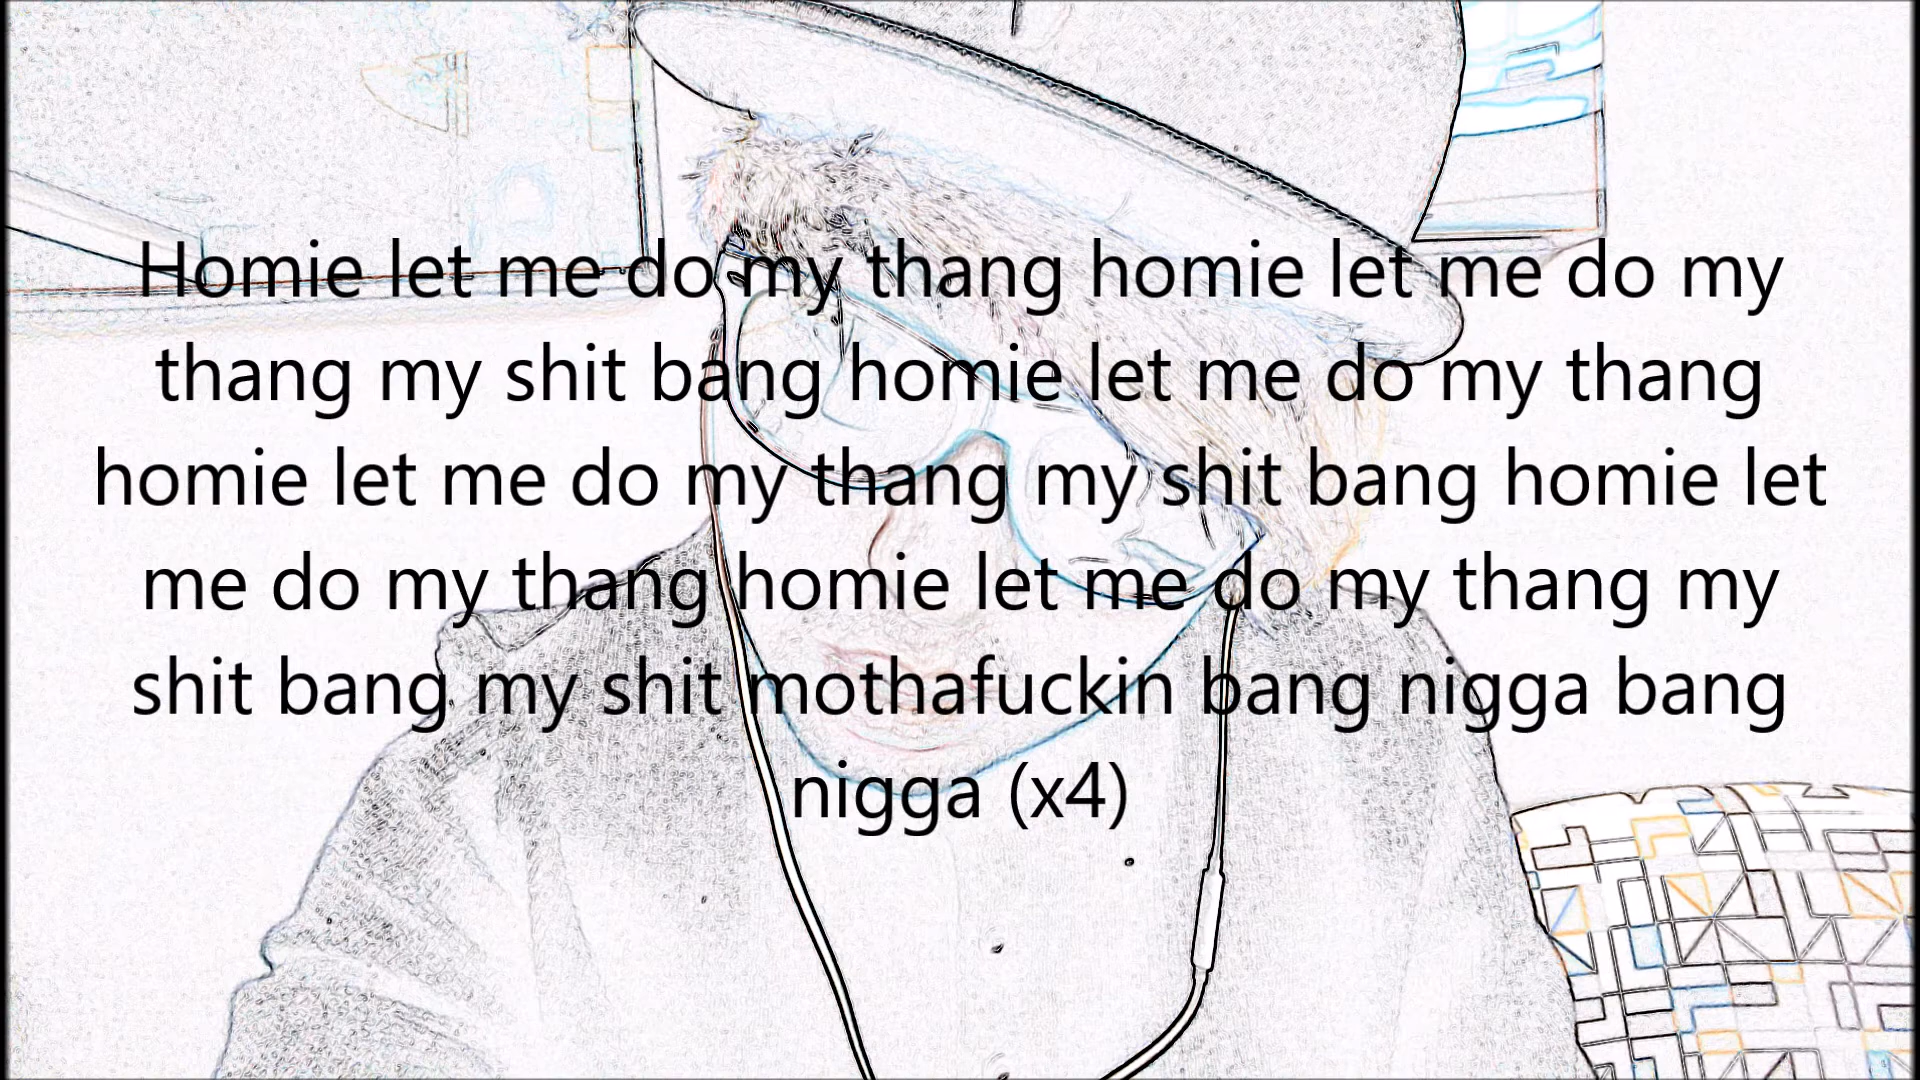 Homie let me do my thang homie let me do my
thang my shit bang homie let me do my thang
homie let me do my thang my shit bang homie let
me do my thang homie let me do my thang my
shit bang my shit mothafuckin bang nigga bang
nigga (x4)